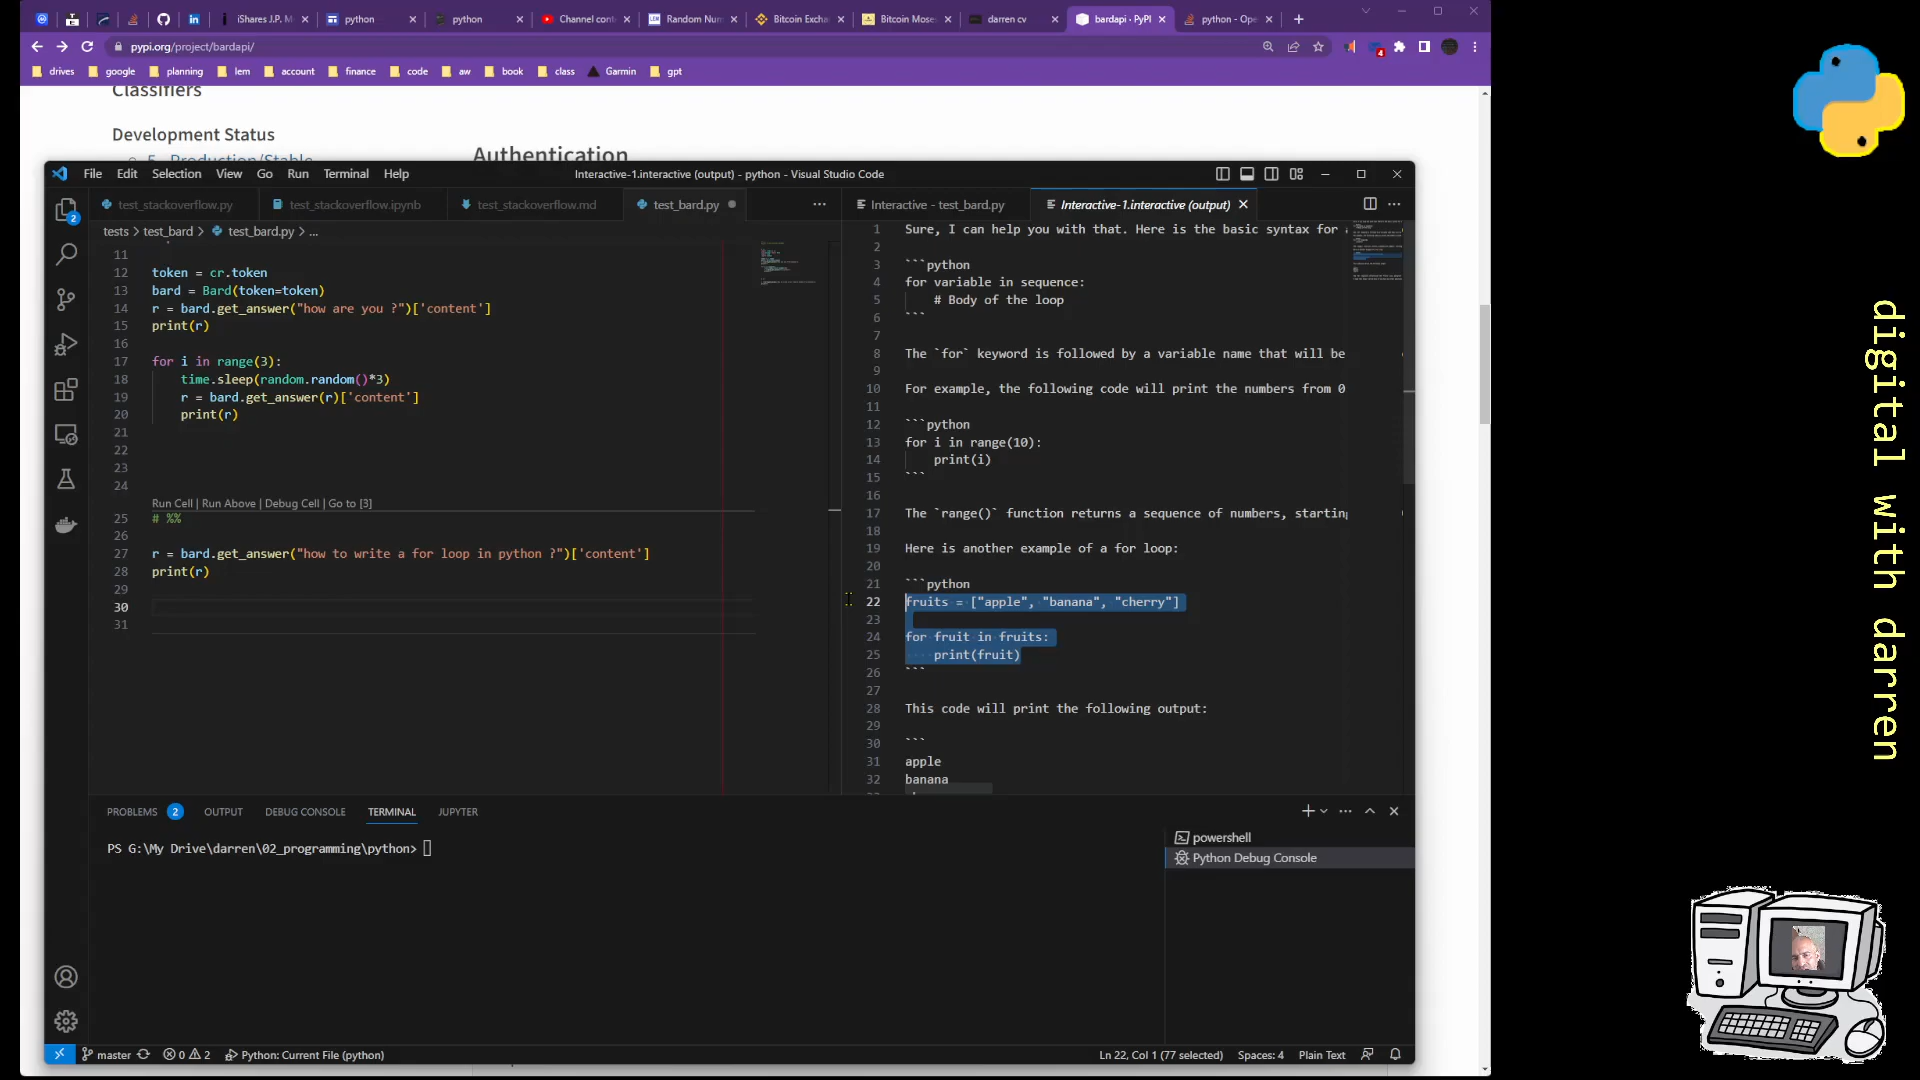 iShares J.P. M
python
python
Channel cont
Random Num
Bitcoin Excha
Bitcoin Mose
darren cv
bardapi · PyPI
python - Ope
pypi.org/project/bardapi/
4
drives
google
planning
lem
account
finance
code
aw
book
class
Garmin
gpt
Classifiers
Development Status
5 - Production/Stable
Authentication
File Edit Selection View Go Run Terminal Help
Interactive-1.interactive (output) - python - Visual Studio Code
test_stackoverflow.py
test_stackoverflow.ipynb
test_stackoverflow.md
test_bard.py
tests > test_bard > test_bard.py > ...
2
11
12 token = cr.token
13 bard = Bard(token=token)
14 r = bard.get_answer("how are you ?")['content']
15 print(r)
16
17 for i in range(3):
18 time.sleep(random.random()*3)
19 r = bard.get_answer(r)['content']
20 print(r)
21
22
23
24
Run Cell | Run Above | Debug Cell | Go to [3]
25 # %%
26
27 r = bard.get_answer("how to write a for loop in python ?")['content']
28 print(r)
29
30
31
Interactive - test_bard.py
Interactive-1.interactive (output)
1 Sure, I can help you with that. Here is the basic syntax for
2
3 ```python
4 for variable in sequence:
5 # Body of the loop
6 ```
7
8 The `for` keyword is followed by a variable name that will be
9
10 For example, the following code will print the numbers from 0
11
12 ```python
13 for i in range(10):
14 print(i)
15 ```
16
17 The `range()` function returns a sequence of numbers, starting
18
19 Here is another example of a for loop:
20
21 ```python
22 fruits = ["apple", "banana", "cherry"]
23
24 for fruit in fruits:
25 print(fruit)
26 ```
27
28 This code will print the following output:
29
30 ```
31 apple
32 banana
PROBLEMS 2 OUTPUT DEBUG CONSOLE TERMINAL JUPYTER
PS G:\My Drive\darren\02_programming\python>
powershell
Python Debug Console
master
0 2
Python: Current File (python)
Ln 22, Col 1 (77 selected)
Spaces: 4
Plain Text
digital with darren